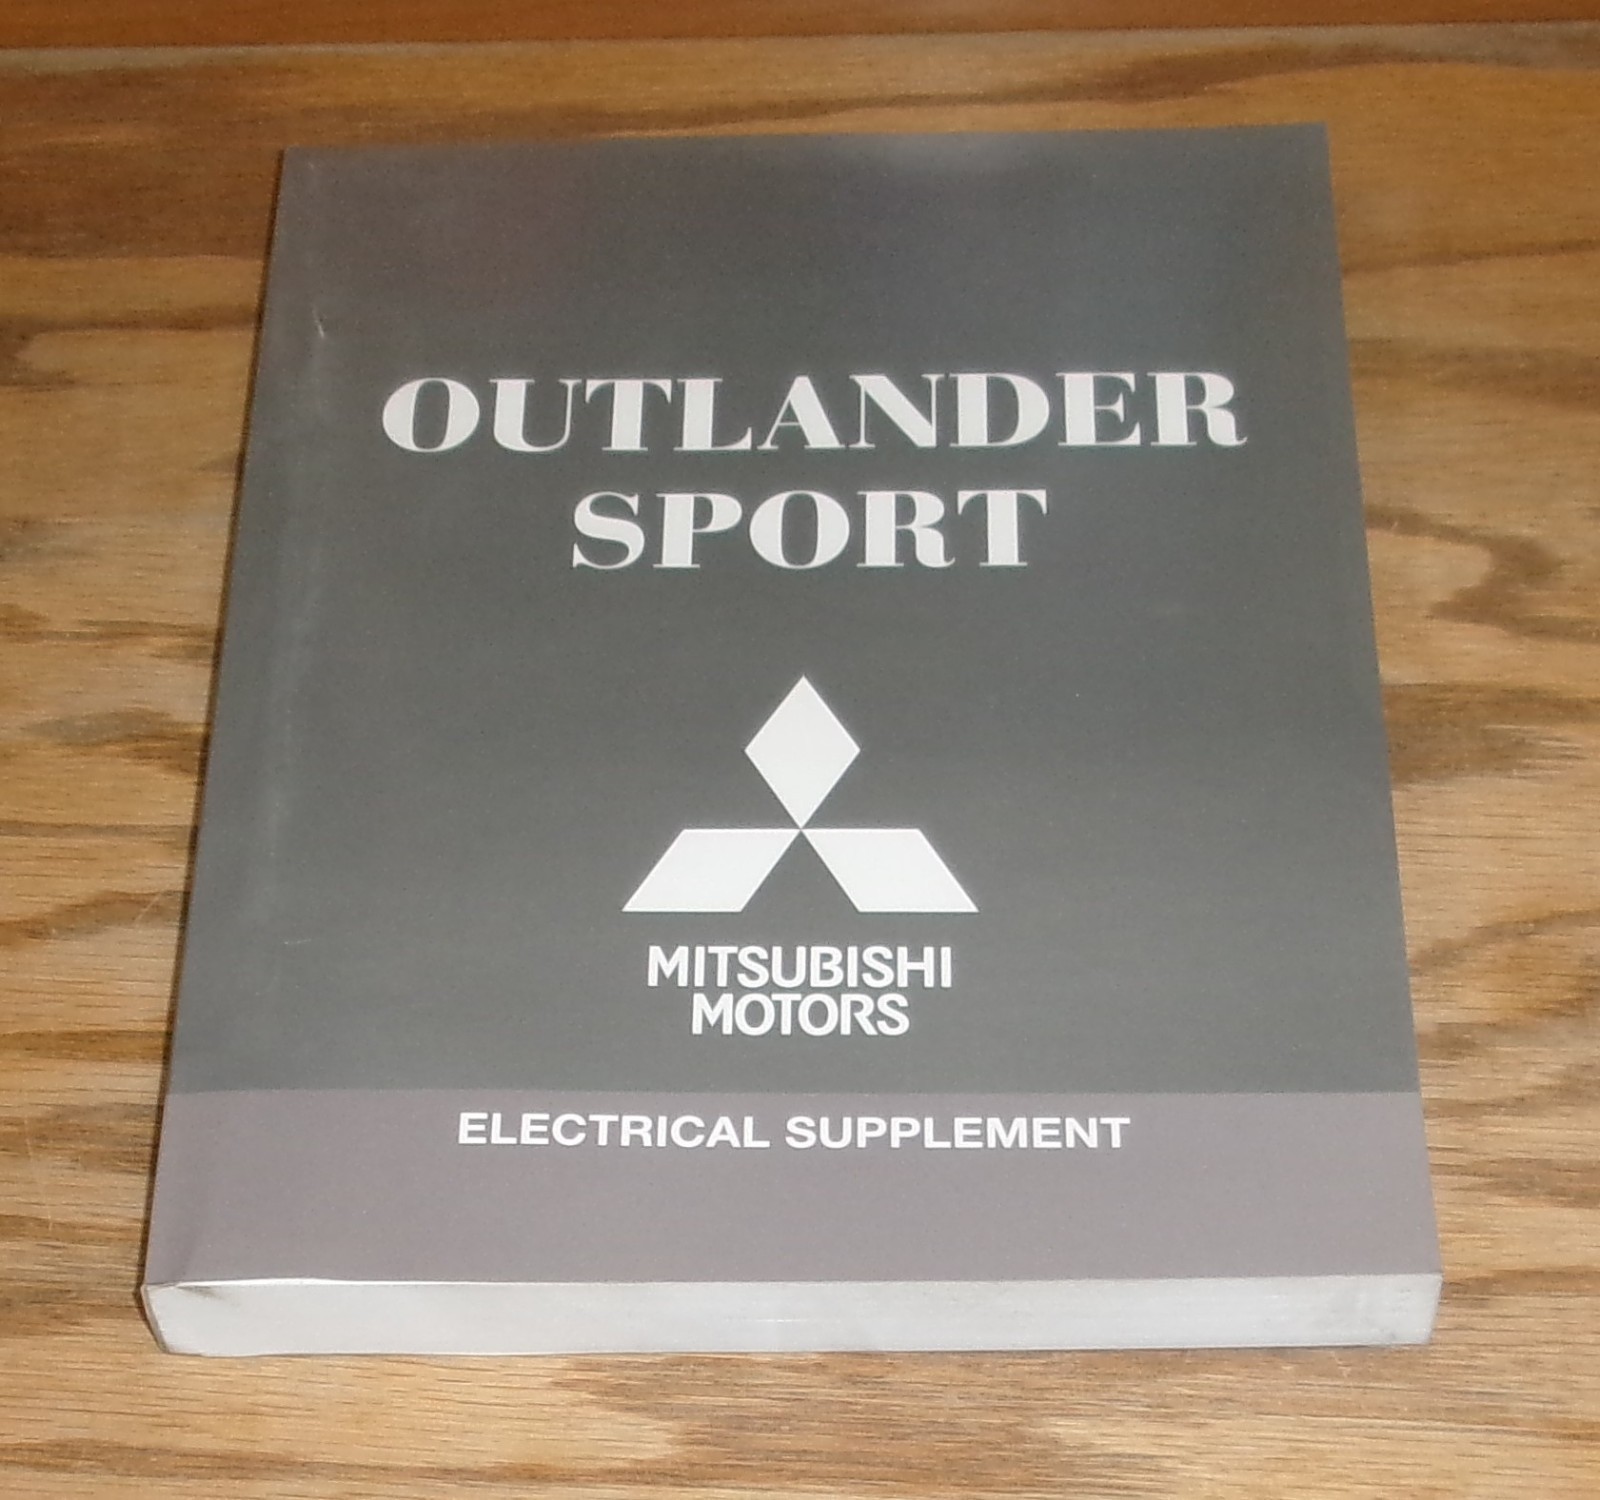 OUTLANDER
SPORT
MITSUBISHI
MOTORS
ELECTRICAL SUPPLEMENT